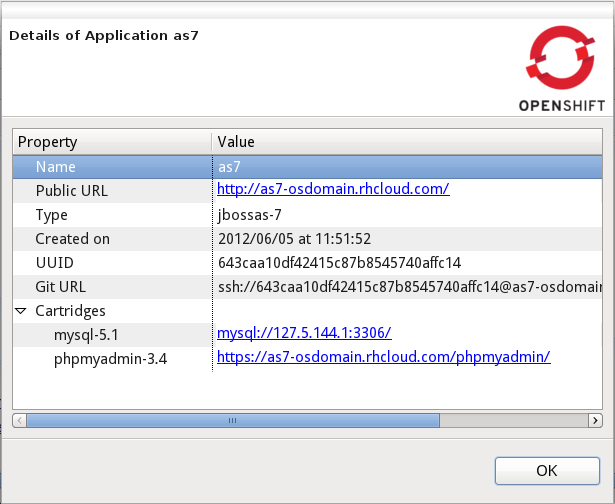 Details of Application as7
OPENSHIFT
Property Value
Name as7
Public URL http://as7-osdomain.rhcloud.com/
Type jbossas-7
Created on 2012/06/05 at 11:51:52
UUID 643caa10df42415c87b8545740affc14
Git URL ssh://643caa10df42415c87b8545740affc14@as7-osdomain
Cartridges
mysql-5.1 mysql://127.5.144.1:3306/
phpmyadmin-3.4 https://as7-osdomain.rhcloud.com/phpmyadmin/
OK